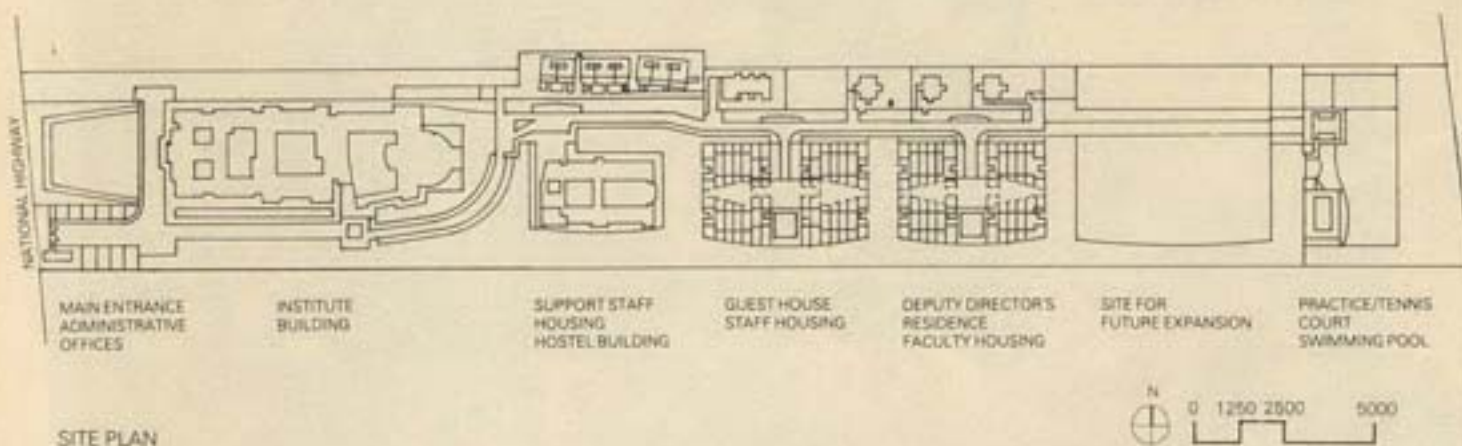 NATIONAL HIGHWAY
MAIN ENTRANCE
ADMINISTRATIVE
OFFICES
INSTITUTE
BUILDING
SUPPORT STAFF
HOUSING
HOSTEL BUILDING
GUEST HOUSE
STAFF HOUSING
DEPUTY DIRECTOR'S
RESIDENCE
FACULTY HOUSING
SITE FOR
FUTURE EXPANSION
PRACTICE/TENNIS
COURT
SWIMMING POOL
N
0 1250 2500 5000
SITE PLAN